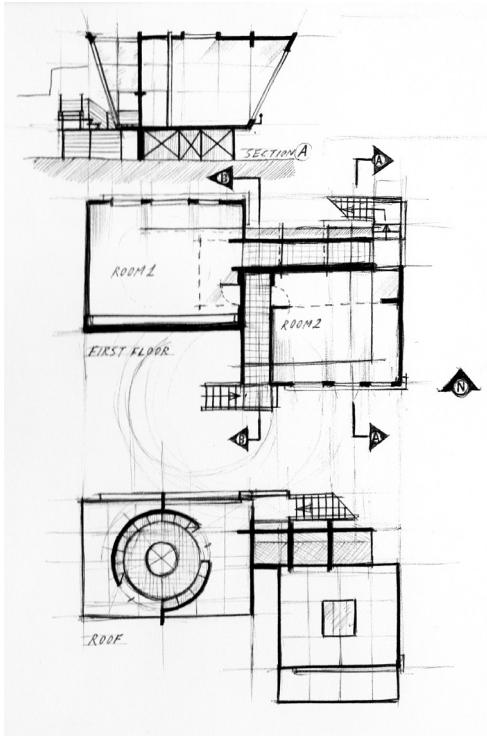 SECTION A
A
B
ROOM 1
ROOM 2
FIRST FLOOR
N
B
A
ROOF